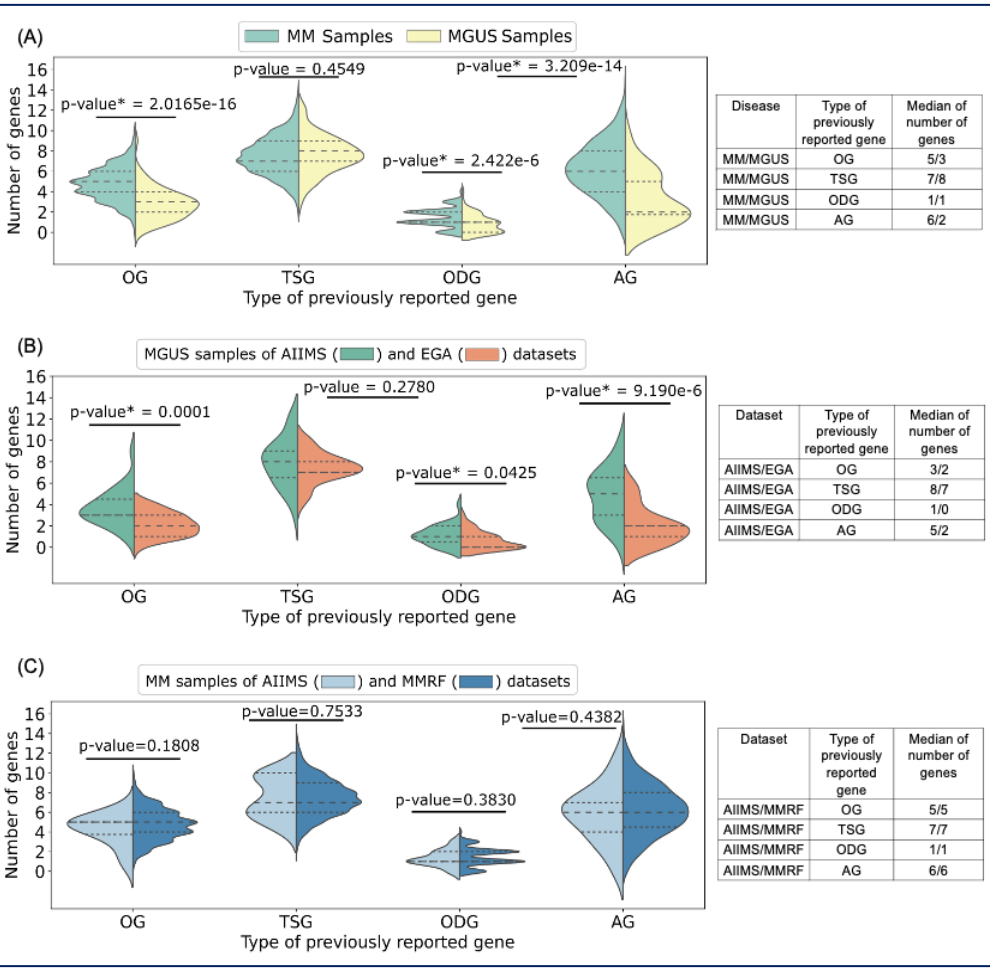 (A)
MM Samples MGUS Samples
p-value* = 2.0165e-16
p-value = 0.4549
p-value* = 2.422e-6
p-value* = 3.209e-14
Number of genes
16
14
12
10
8
6
4
2
0
OG TSG ODG AG
Type of previously reported gene
Disease Type of previously reported gene Median of number of genes
MM/MGUS OG 5/3
MM/MGUS TSG 7/8
MM/MGUS ODG 1/1
MM/MGUS AG 6/2
(B)
MGUS samples of AIIMS ( ) and EGA ( ) datasets
p-value* = 0.0001
p-value = 0.2780
p-value* = 0.0425
p-value* = 9.190e-6
Number of genes
16
14
12
10
8
6
4
2
0
OG TSG ODG AG
Type of previously reported gene
Dataset Type of previously reported gene Median of number of genes
AIIMS/EGA OG 3/2
AIIMS/EGA TSG 8/7
AIIMS/EGA ODG 1/0
AIIMS/EGA AG 5/2
(C)
MM samples of AIIMS ( ) and MMRF ( ) datasets
p-value=0.1808
p-value=0.7533
p-value=0.3830
p-value=0.4382
Number of genes
16
14
12
10
8
6
4
2
0
OG TSG ODG AG
Type of previously reported gene
Dataset Type of previously reported gene Median of number of genes
AIIMS/MMRF OG 5/5
AIIMS/MMRF TSG 7/7
AIIMS/MMRF ODG 1/1
AIIMS/MMRF AG 6/6